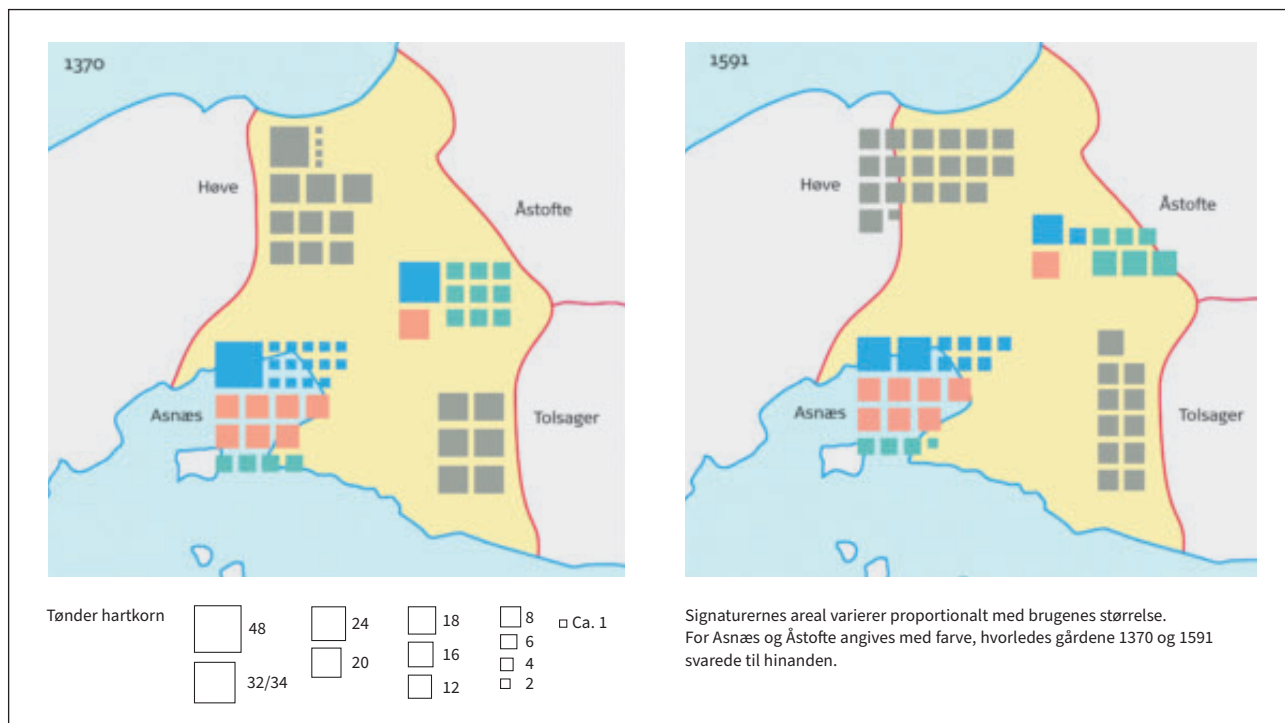 1370
Høve
Åstofte
Asnæs
Tolsager
1591
Høve
Åstofte
Asnæs
Tolsager
Tønder hartkorn
48
32/34
24
20
18
16
12
8
6
4
2
Ca. 1
Signaturernes areal varierer proportionalt med brugenes størrelse.
For Asnæs og Åstofte angives med farve, hvorledes gårdene 1370 og 1591
svarede til hinanden.